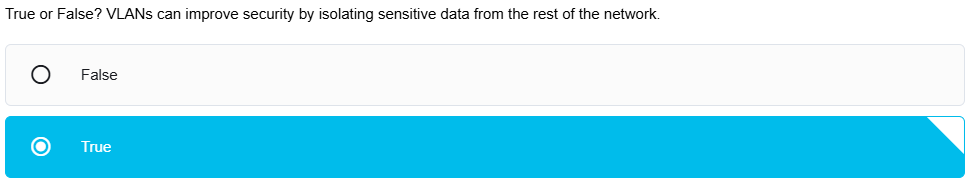 True or False? VLANs can improve security by isolating sensitive data from the rest of the network.
False
True